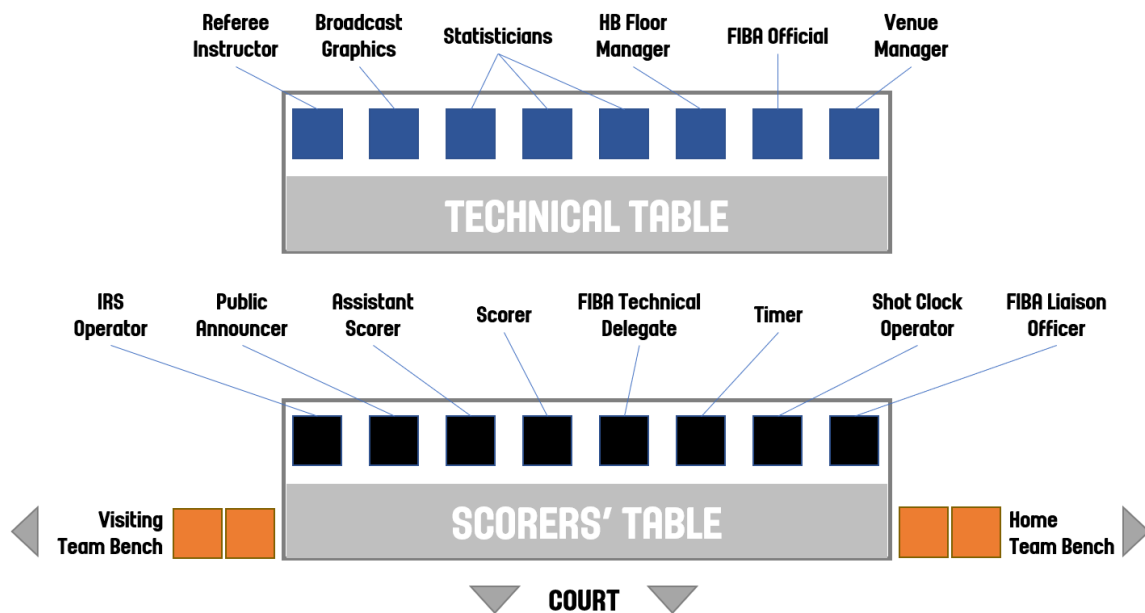 Referee
Instructor
Broadcast
Graphics
Statisticians
HB Floor
Manager
FIBA Official
Venue
Manager
TECHNICAL TABLE
IRS
Operator
Public
Announcer
Assistant
Scorer
Scorer
FIBA Technical
Delegate
Timer
Shot Clock
Operator
FIBA Liaison
Officer
Visiting
Team Bench
SCORERS' TABLE
Home
Team Bench
COURT